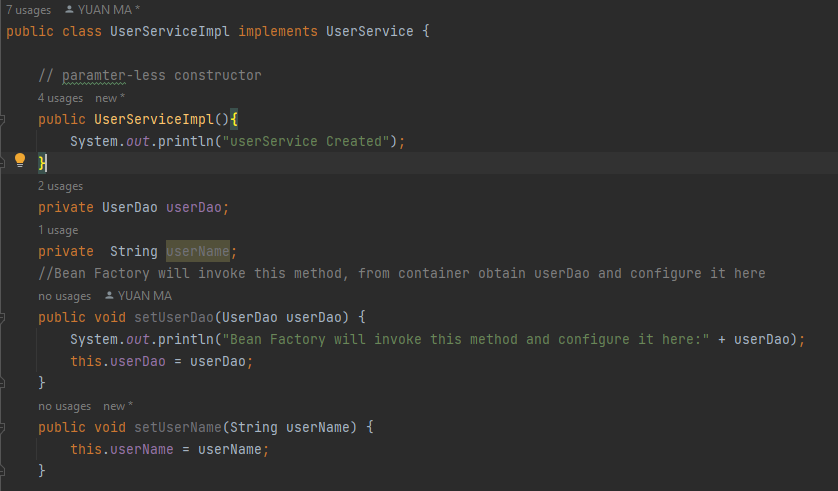 7 usages YUAN MA *
public class UserServiceImpl implements UserService {
// paramter-less constructor
4 usages new *
public UserServiceImpl(){
System.out.println("userService Created");
}
2 usages
private UserDao userDao;
1 usage
private  String userName;
//Bean Factory will invoke this method, from container obtain userDao and configure it here
no usages YUAN MA
public void setUserDao(UserDao userDao) {
System.out.println("Bean Factory will invoke this method and configure it here:" + userDao);
this.userDao = userDao;
}
no usages new *
public void setUserName(String userName) {
this.userName = userName;
}